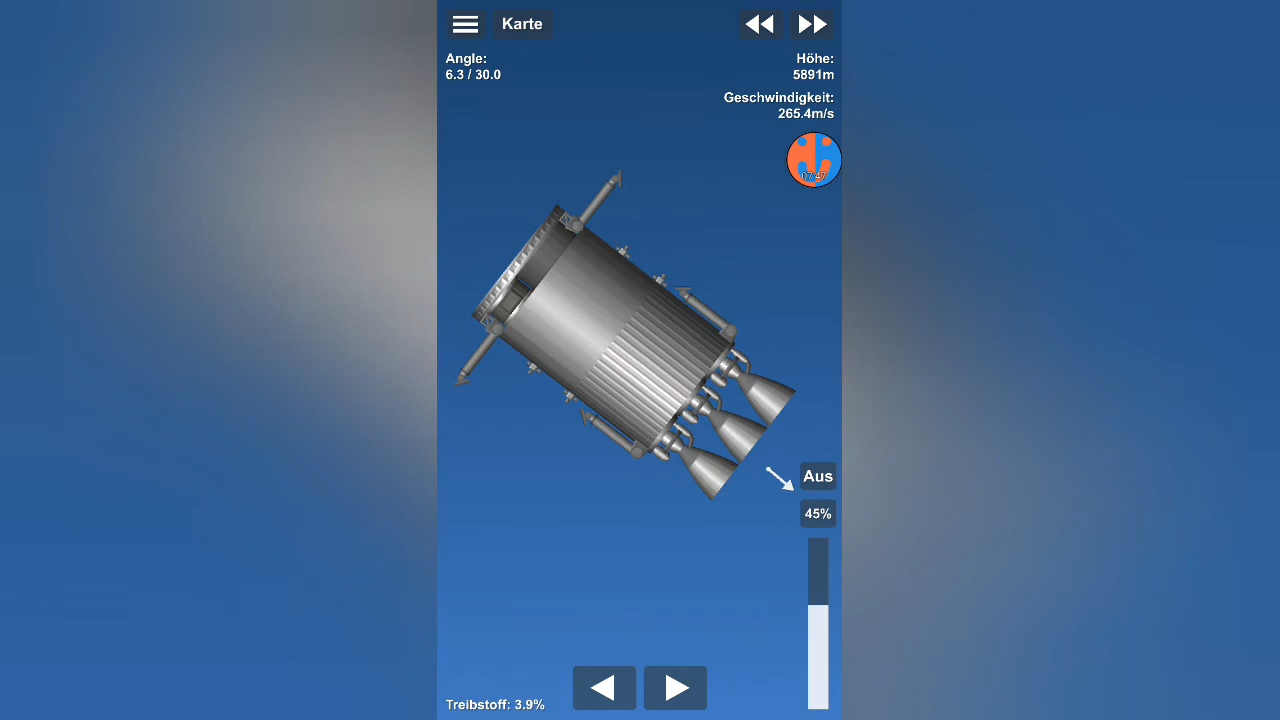 Karte
Angle:
6.3 / 30.0
Höhe:
5891m
Geschwindigkeit:
265.4m/s
07:47
Aus
45%
Treibstoff: 3.9%